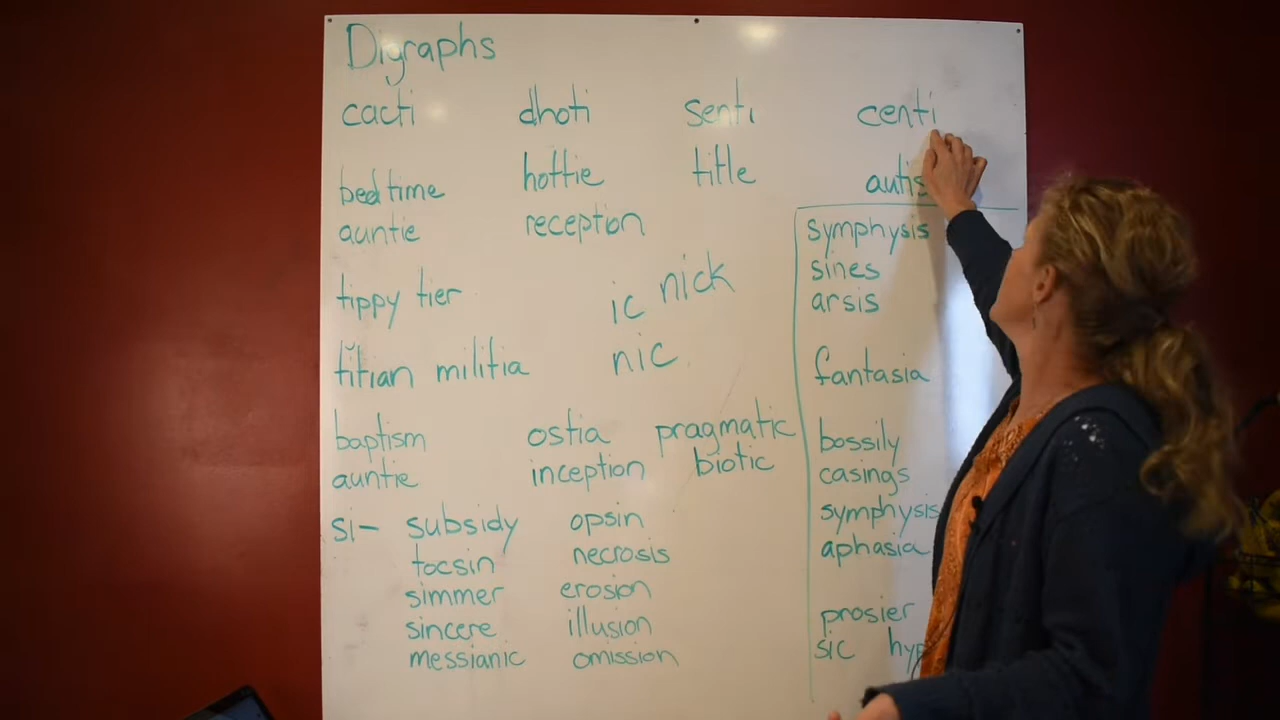 Digraphs
cacti dhoti senti centi
bedtime hottie title
auntie reception
tippy tier ic nick
titian militia nic
baptism ostia pragmatic
auntie inception biotic
si- subsidy opsin
tocsin necrosis
simmer erosion
sincere illusion
messianic omission
symphysis
sines
arsis
fantasia
bossily
casings
symphysis
aphasia
prosier
sic